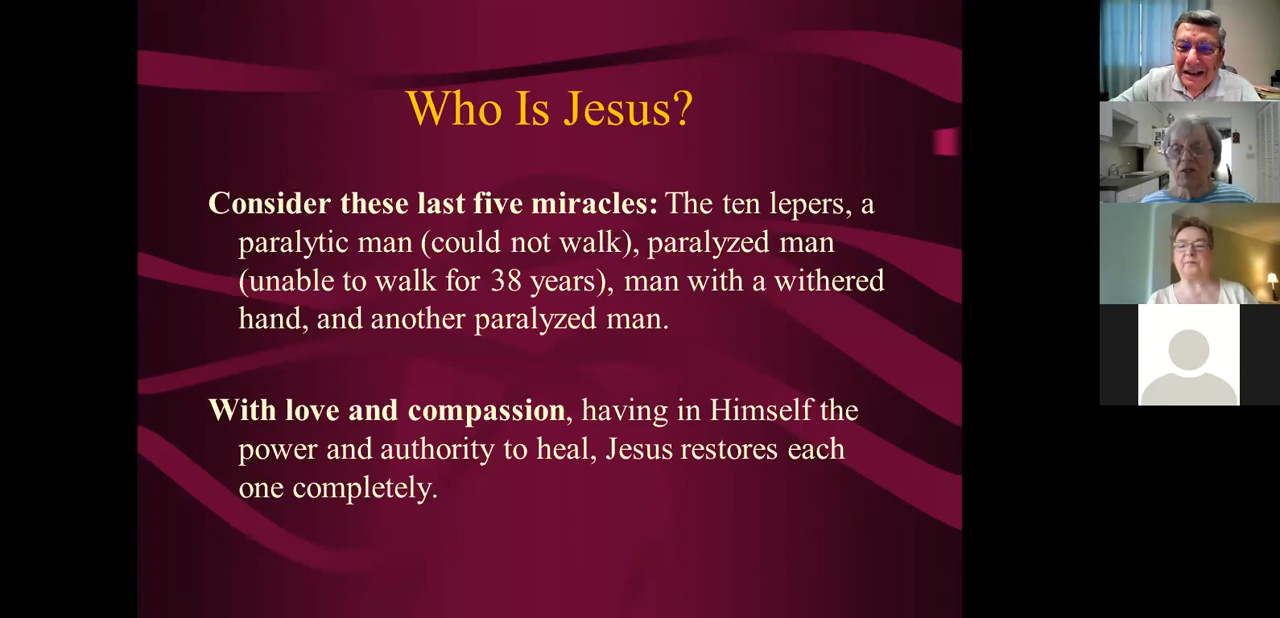 Who Is Jesus?
Consider these last five miracles: The ten lepers, a
paralytic man (could not walk), paralyzed man
(unable to walk for 38 years), man with a withered
hand, and another paralyzed man.
With love and compassion, having in Himself the
power and authority to heal, Jesus restores each
one completely.